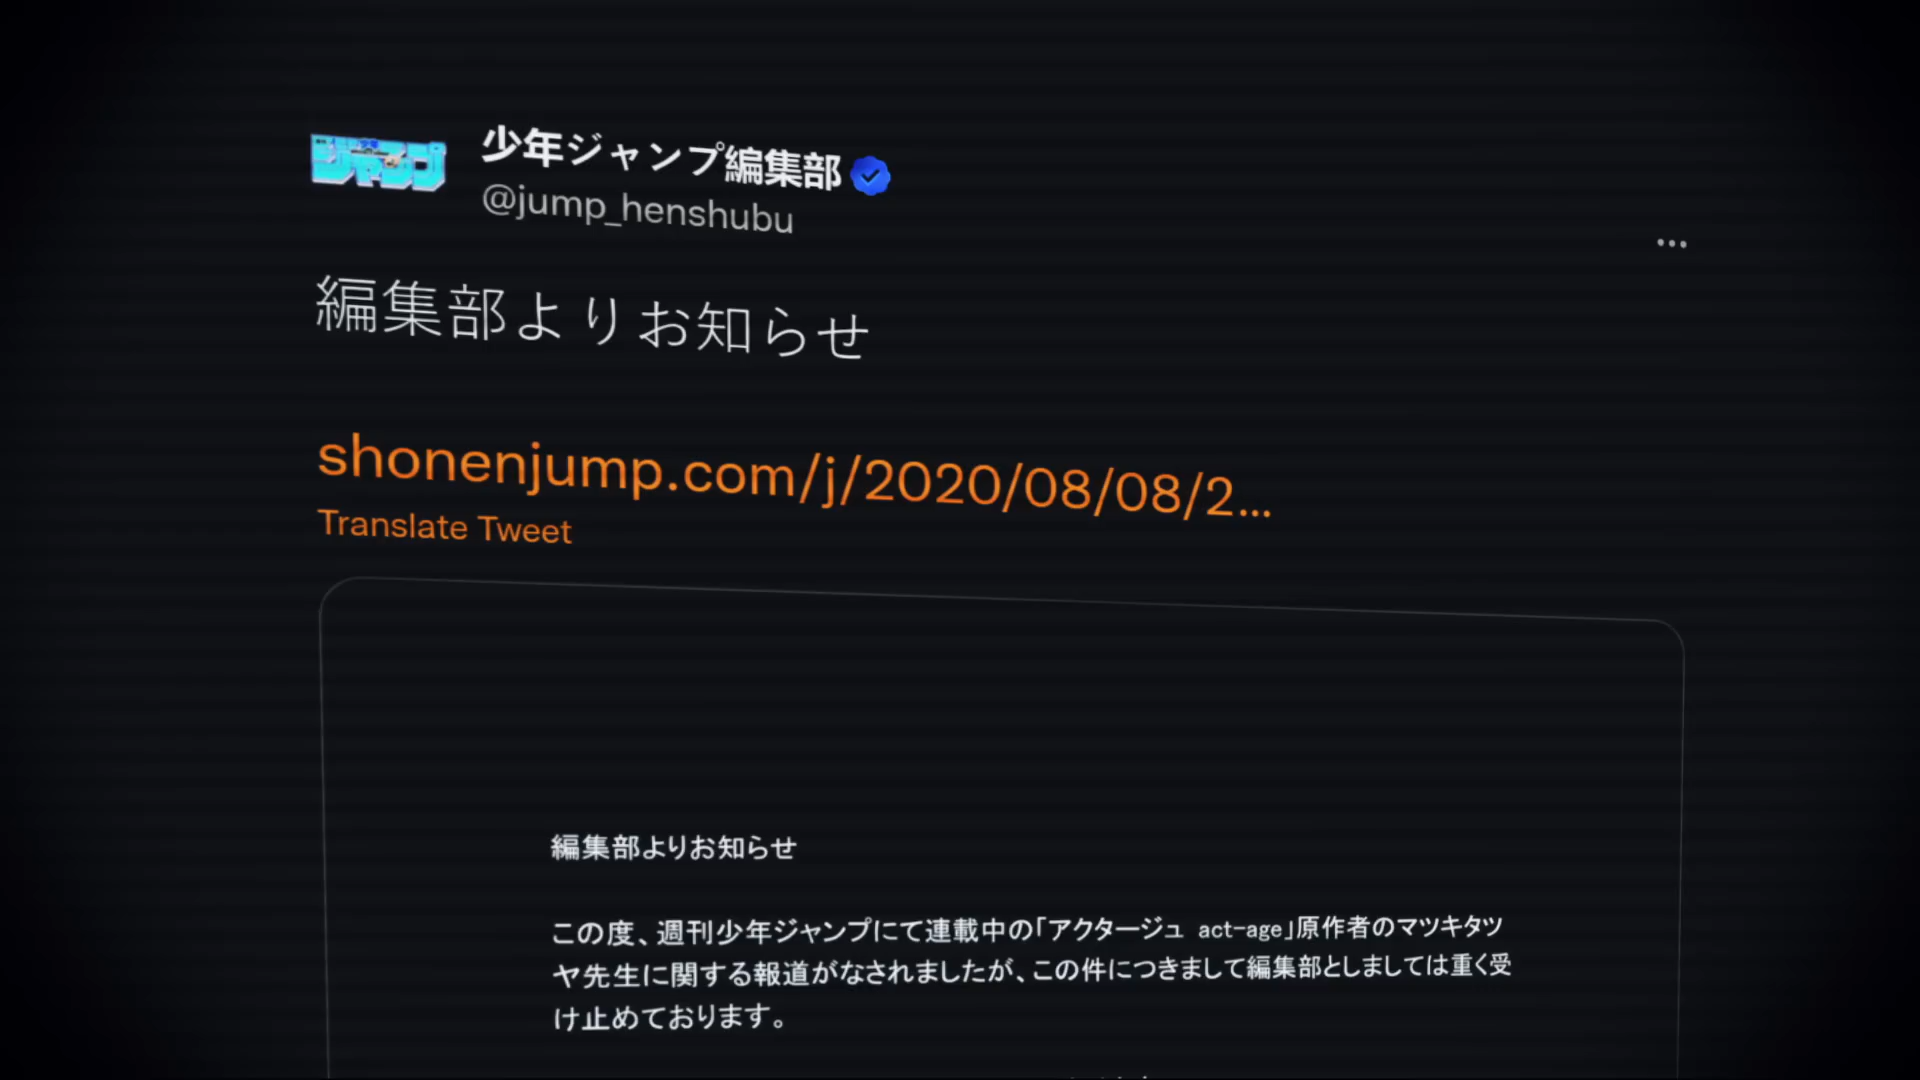 少年
ジャンプ
少年ジャンプ編集部
@jump_henshubu
編集部よりお知らせ
shonenjump.com/j/2020/08/08/2...
Translate Tweet
編集部よりお知らせ
この度、週刊少年ジャンプにて連載中の「アクタージュ act-age」原作者のマツキタツ
ヤ先生に関する報道がなされましたが、この件につきまして編集部としましては重く受
け止めております。